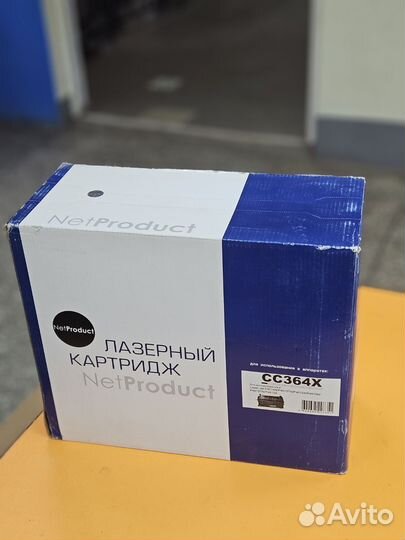 NetProduct
NetProduct
ЛАЗЕРНЫЙ
КАРТРИДЖ
NetProduct
для использования в аппаратах:
CC364X
Avito